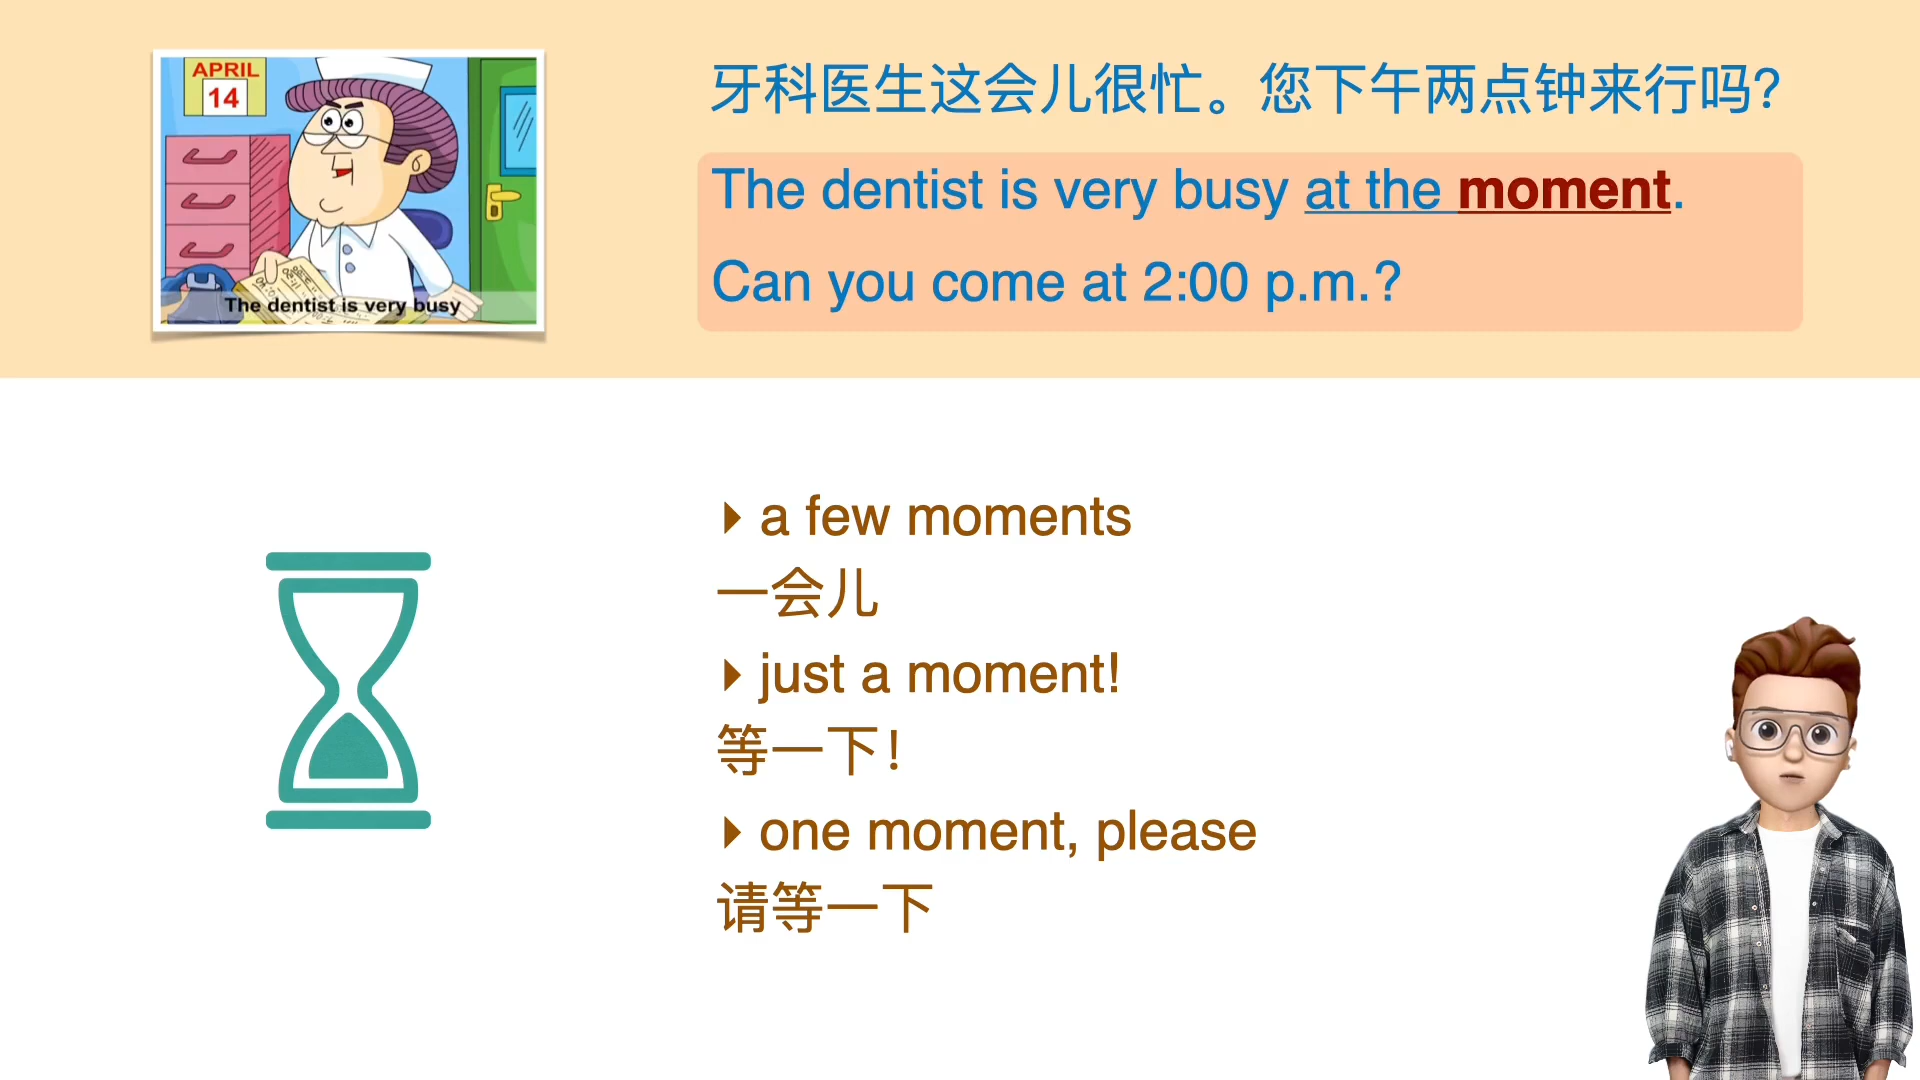 APRIL
14
The dentist is very busy
牙科医生这会儿很忙。您下午两点钟来行吗?
The dentist is very busy at the moment.
Can you come at 2:00 p.m.?
▸ a few moments
一会儿
▸ just a moment!
等一下!
▸ one moment, please
请等一下